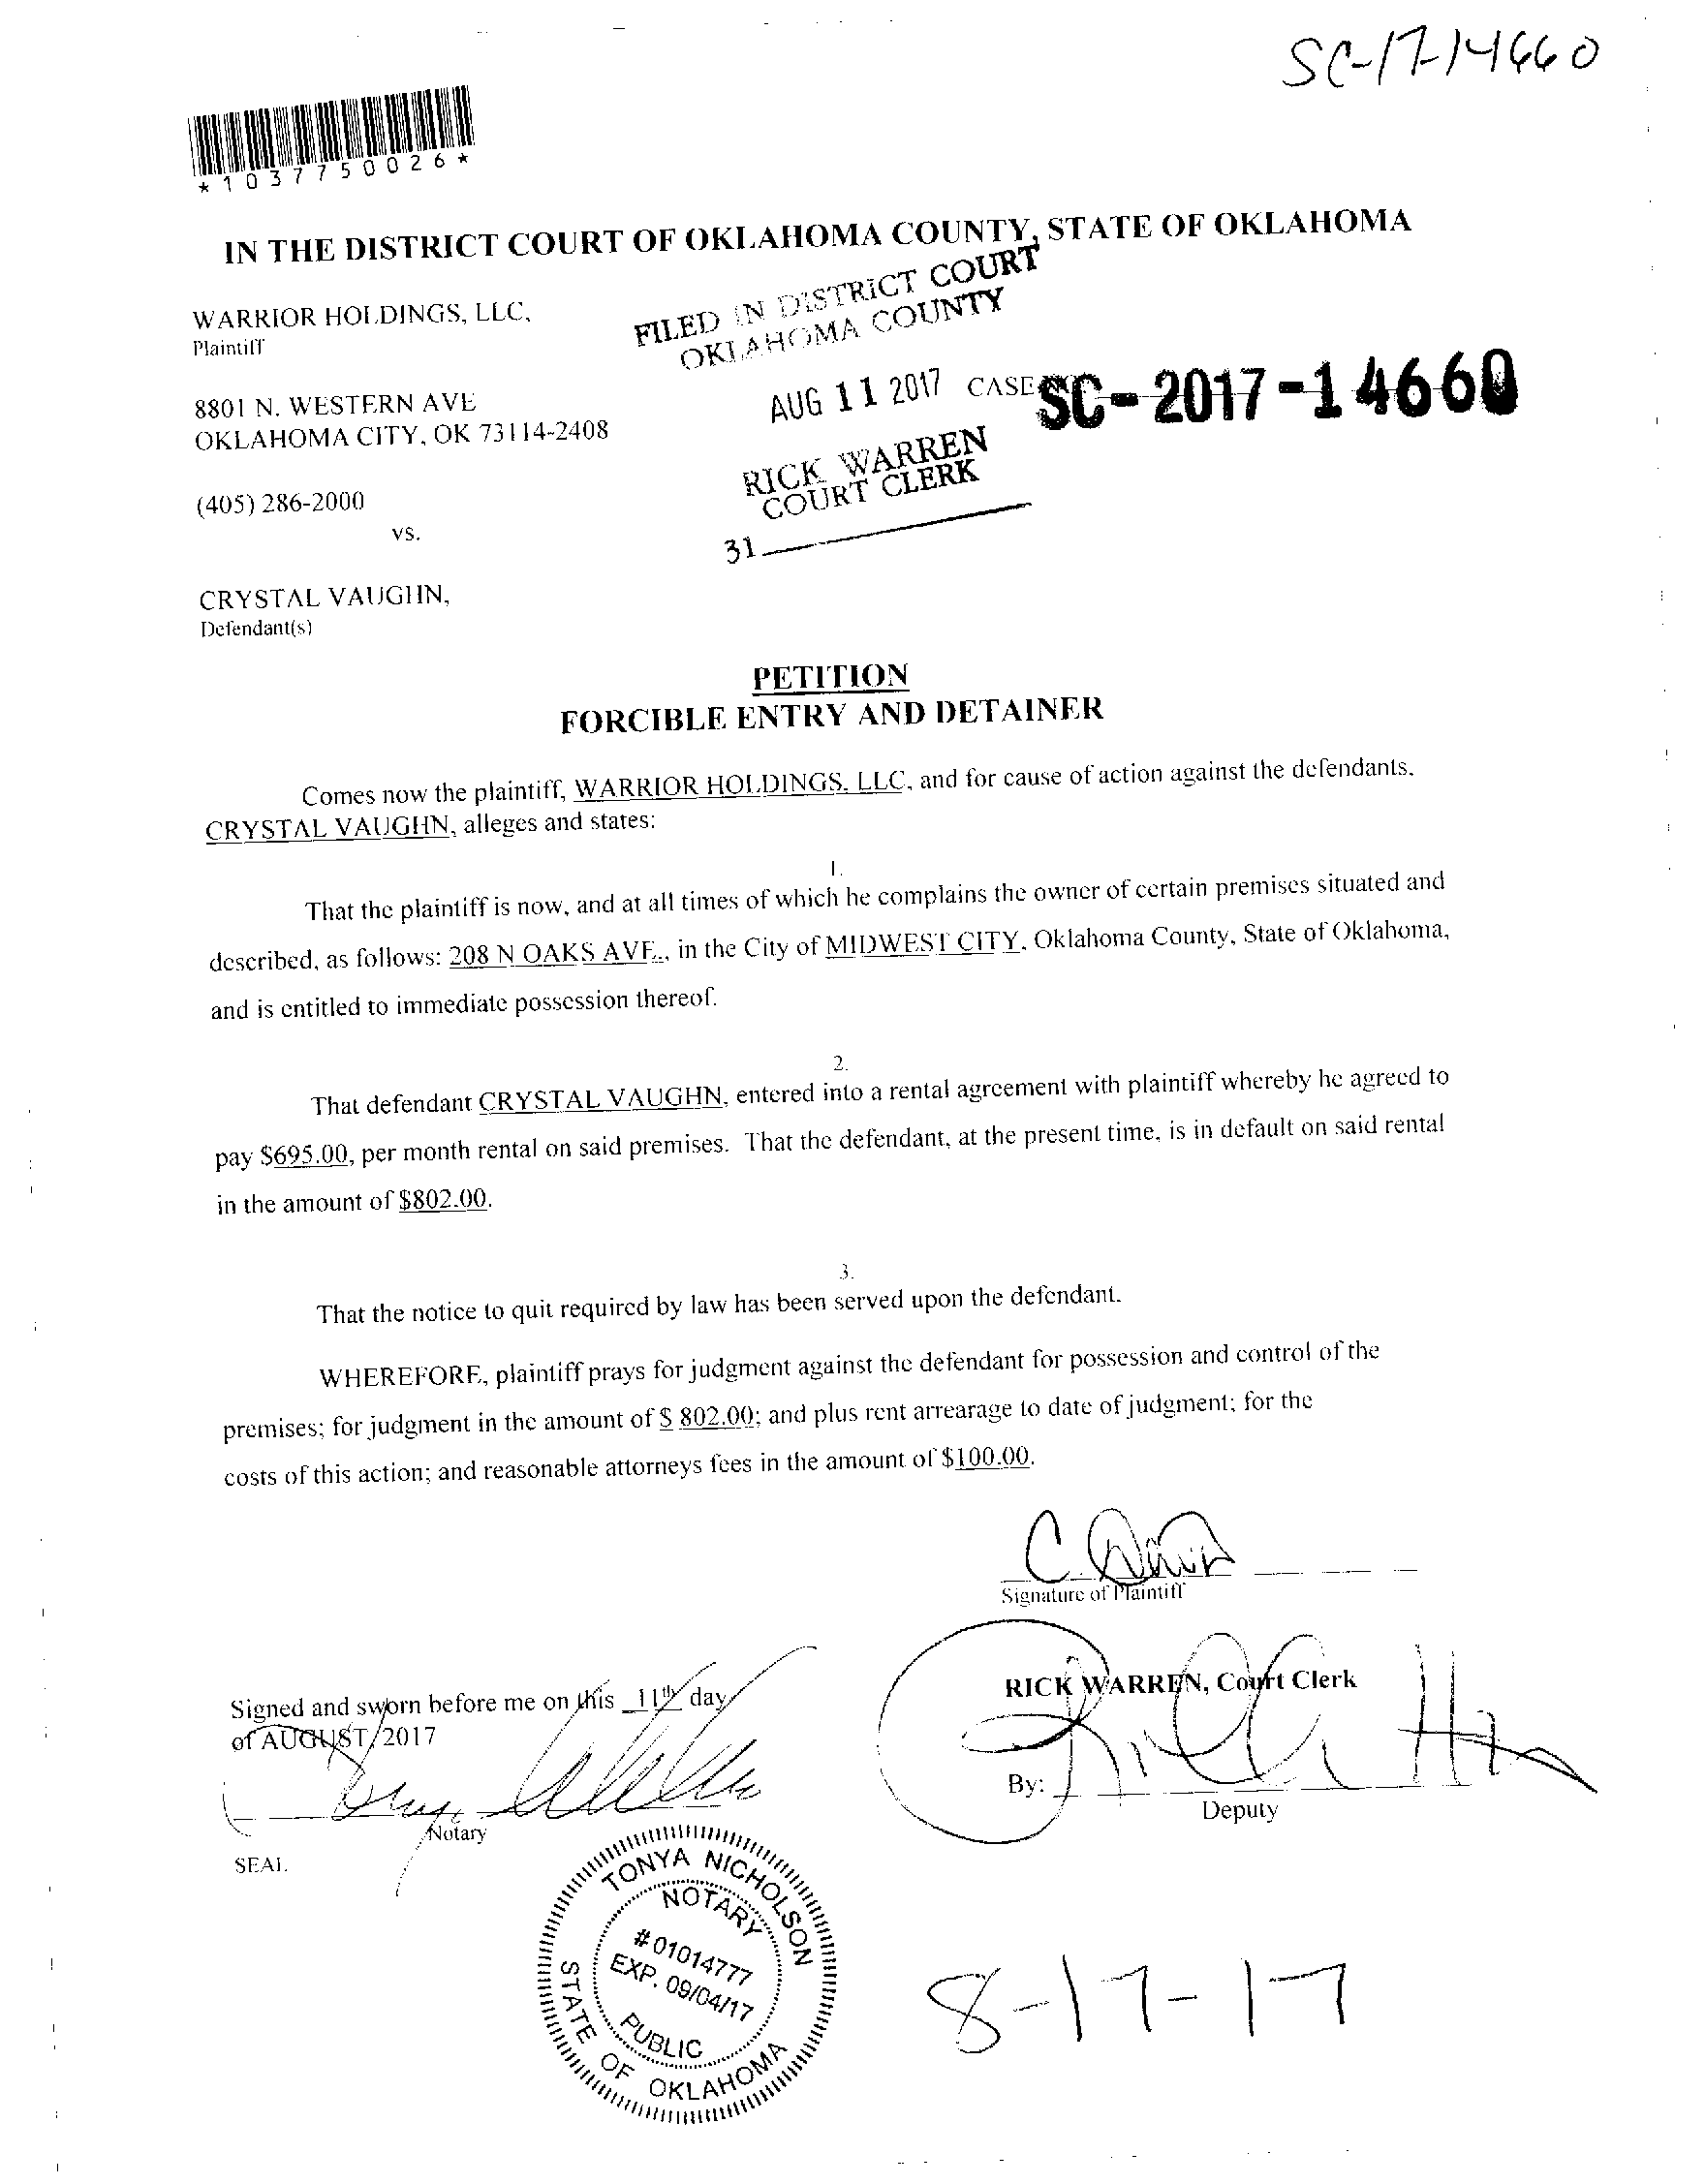 SC-17-14660
*1037750026*
IN THE DISTRICT COURT OF OKLAHOMA COUNTY, STATE OF OKLAHOMA
WARRIOR HOLDINGS, LLC,
Plaintiff
FILED IN DISTRICT COURT
OKLAHOMA COUNTY
8801 N. WESTERN AVE
OKLAHOMA CITY, OK 73114-2408
AUG 11 2017 CASE SC-2017-14660
RICK WARREN
COURT CLERK
(405) 286-2000
vs.
31
CRYSTAL VAUGHN,
Defendant(s)
PETITION
FORCIBLE ENTRY AND DETAINER
Comes now the plaintiff, WARRIOR HOLDINGS, LLC, and for cause of action against the defendants.
CRYSTAL VAUGHN, alleges and states:
1.
That the plaintiff is now, and at all times of which he complains the owner of certain premises situated and
described, as follows: 208 N OAKS AVE., in the City of MIDWEST CITY, Oklahoma County, State of Oklahoma,
and is entitled to immediate possession thereof.
2.
That defendant CRYSTAL VAUGHN, entered into a rental agreement with plaintiff whereby he agreed to
pay $695.00, per month rental on said premises. That the defendant, at the present time, is in default on said rental
in the amount of $802.00.
3.
That the notice to quit required by law has been served upon the defendant.
WHEREFORE, plaintiff prays for judgment against the defendant for possession and control of the
premises; for judgment in the amount of $ 802.00; and plus rent arrearage to date of judgment; for the
costs of this action; and reasonable attorneys fees in the amount of $100.00.
C.
Signature of Plaintiff
Signed and sworn before me on this 11th day
of AUGUST, 2017
RICK WARREN, Court Clerk
By:
Deputy
Notary
SEAL
TONYA NICHOLSON
NOTARY
#01014777
EXP. 09/04/17
PUBLIC
STATE OF OKLAHOMA
8-17-17